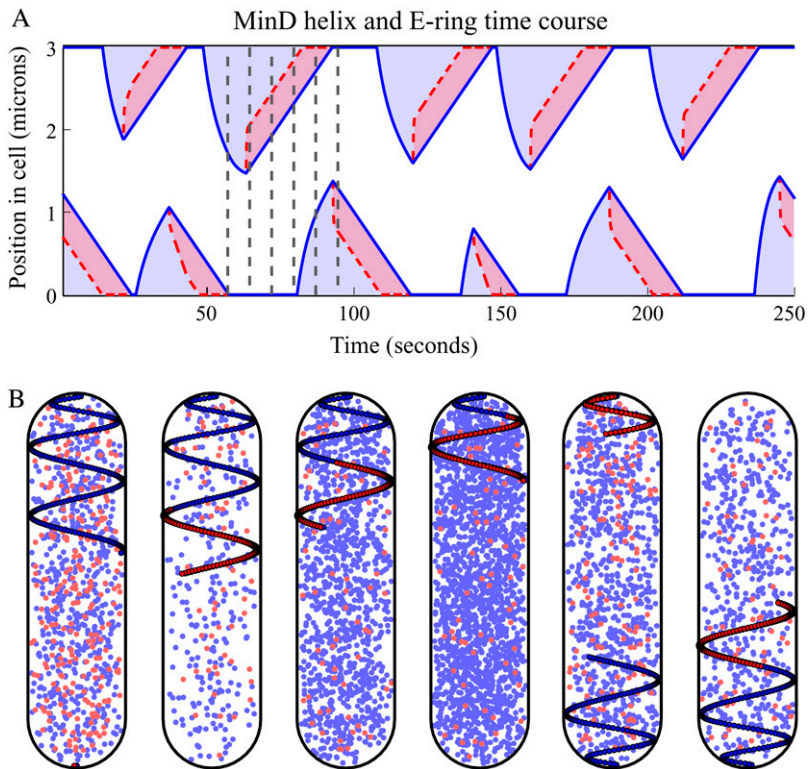 A
MinD helix and E-ring time course
Position in cell (microns)
3
2
1
0
50
100
150
200
250
Time (seconds)
B